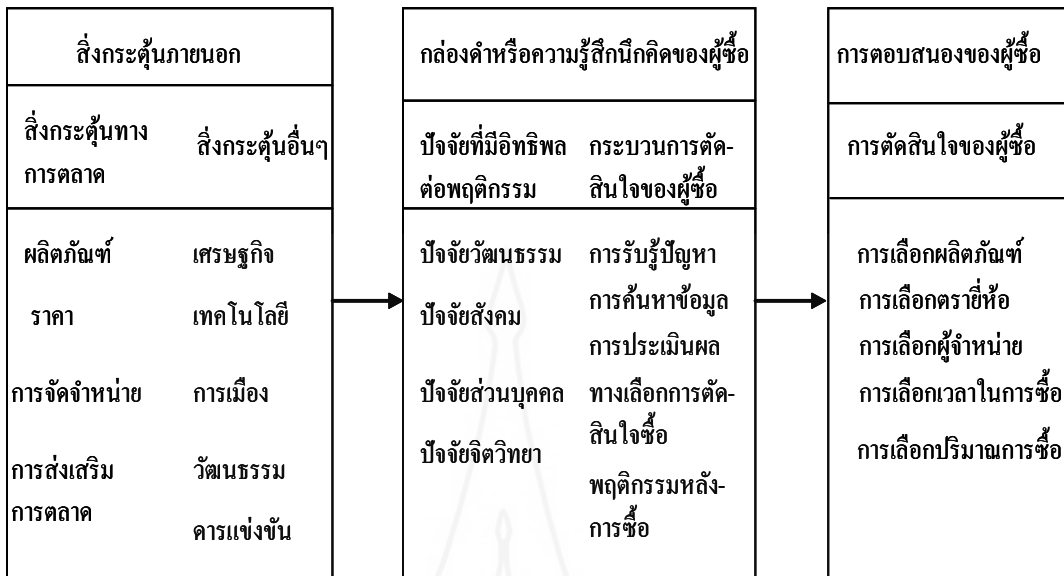 สิ่งกระตุ้นภายนอก
สิ่งกระตุ้นทาง
การตลาด
สิ่งกระตุ้นอื่นๆ
ผลิตภัณฑ์
ราคา
การจัดจำหน่าย
การส่งเสริม
การตลาด
เศรษฐกิจ
เทคโนโลยี
การเมือง
วัฒนธรรม
ดารแข่งขัน
กล่องดำหรือความรู้สึกนึกคิดของผู้ซื้อ
ปัจจัยที่มีอิทธิพล
ต่อพฤติกรรม
กระบวนการตัด-
สินใจของผู้ซื้อ
ปัจจัยวัฒนธรรม
ปัจจัยสังคม
ปัจจัยส่วนบุคคล
ปัจจัยจิตวิทยา
การรับรู้ปัญหา
การค้นหาข้อมูล
การประเมินผล
ทางเลือกการตัด-
สินใจซื้อ
พฤติกรรมหลัง-
การซื้อ
การตอบสนองของผู้ซื้อ
การตัดสินใจของผู้ซื้อ
การเลือกผลิตภัณฑ์
การเลือกตรายี่ห้อ
การเลือกผู้จำหน่าย
การเลือกเวลาในการซื้อ
การเลือกปริมาณการซื้อ